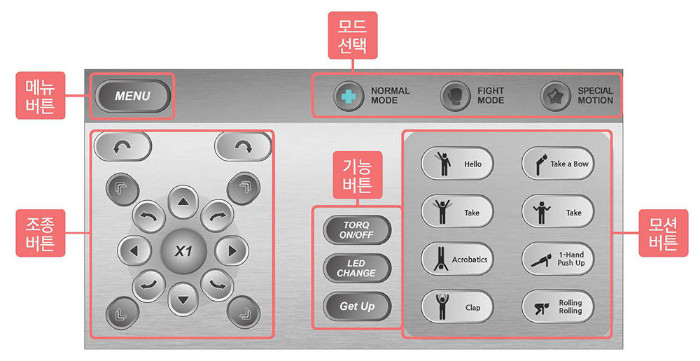 모드
선택
메뉴
버튼
MENU
NORMAL
MODE
FIGHT
MODE
SPECIAL
MOTION
조종
버튼
X1
기능
버튼
TORQ
ON/OFF
LED
CHANGE
Get Up
Hello
Take a Bow
Take
Take
Acrobatics
1-Hand
Push Up
Clap
Rolling
Rolling
모션
버튼